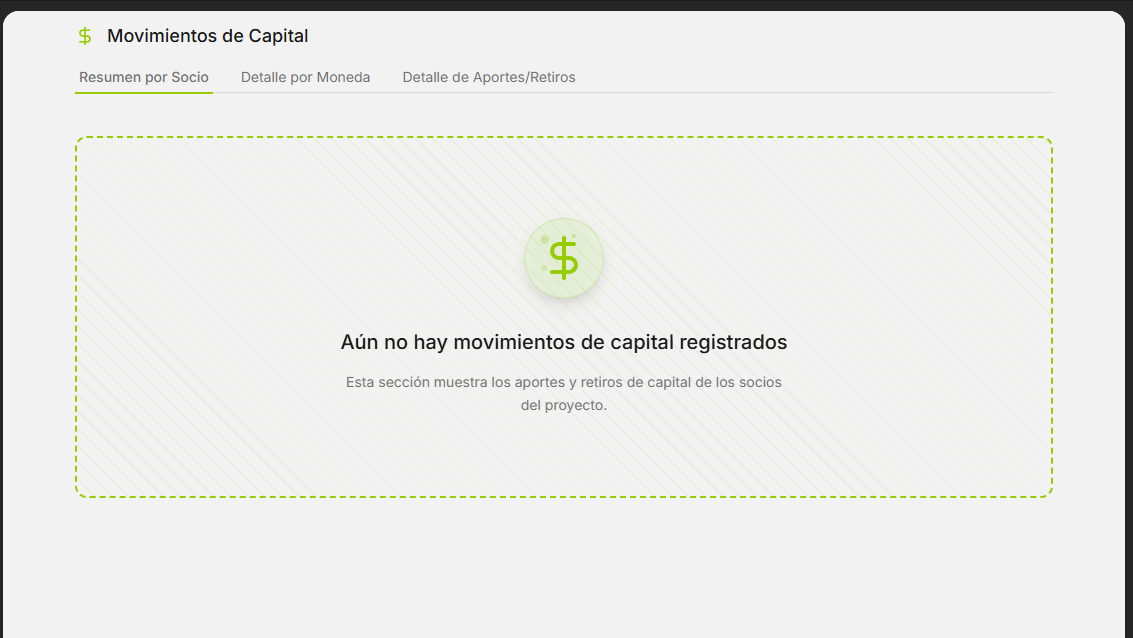 Movimientos de Capital
Resumen por Socio
Detalle por Moneda
Detalle de Aportes/Retiros
$
Aún no hay movimientos de capital registrados
Esta sección muestra los aportes y retiros de capital de los socios
del proyecto.